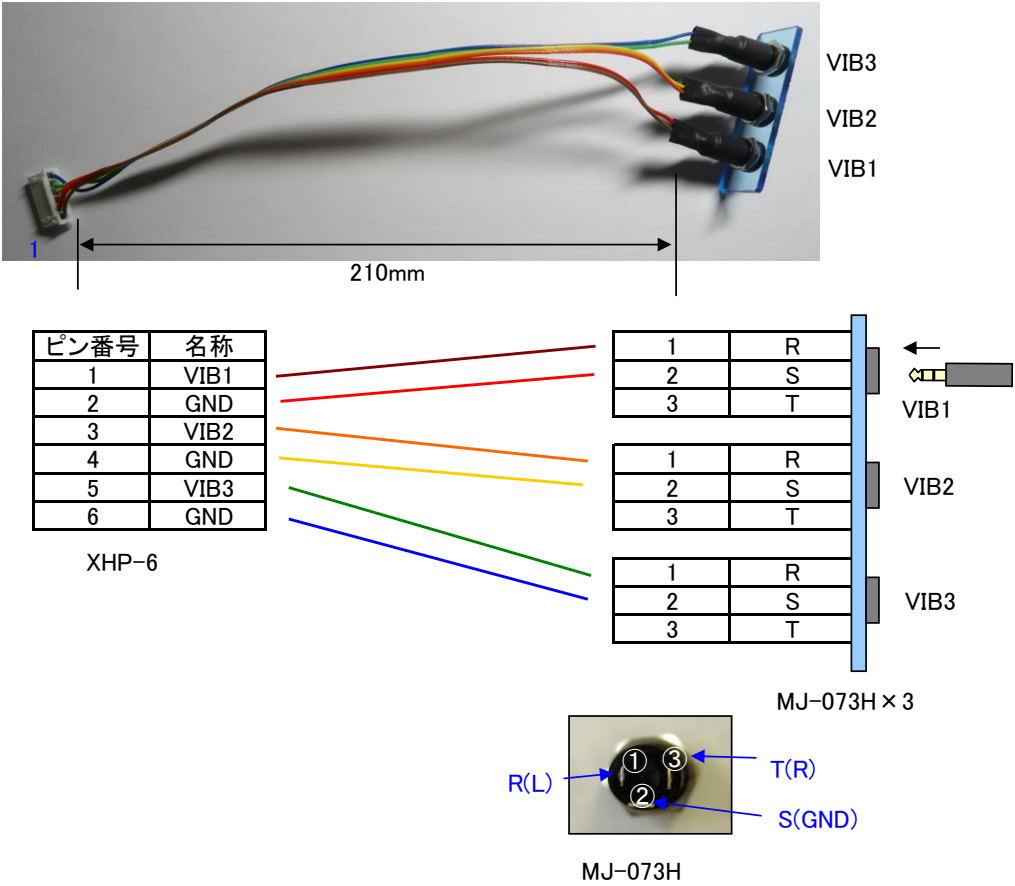 VIB3
VIB2
VIB1
1
210mm
ピン番号 名称
1 VIB1
2 GND
3 VIB2
4 GND
5 VIB3
6 GND
XHP-6
1 R
2 S
3 T
VIB1
1 R
2 S
3 T
VIB2
1 R
2 S
3 T
VIB3
MJ-073H×3
① ③
②
R(L)
T(R)
S(GND)
MJ-073H